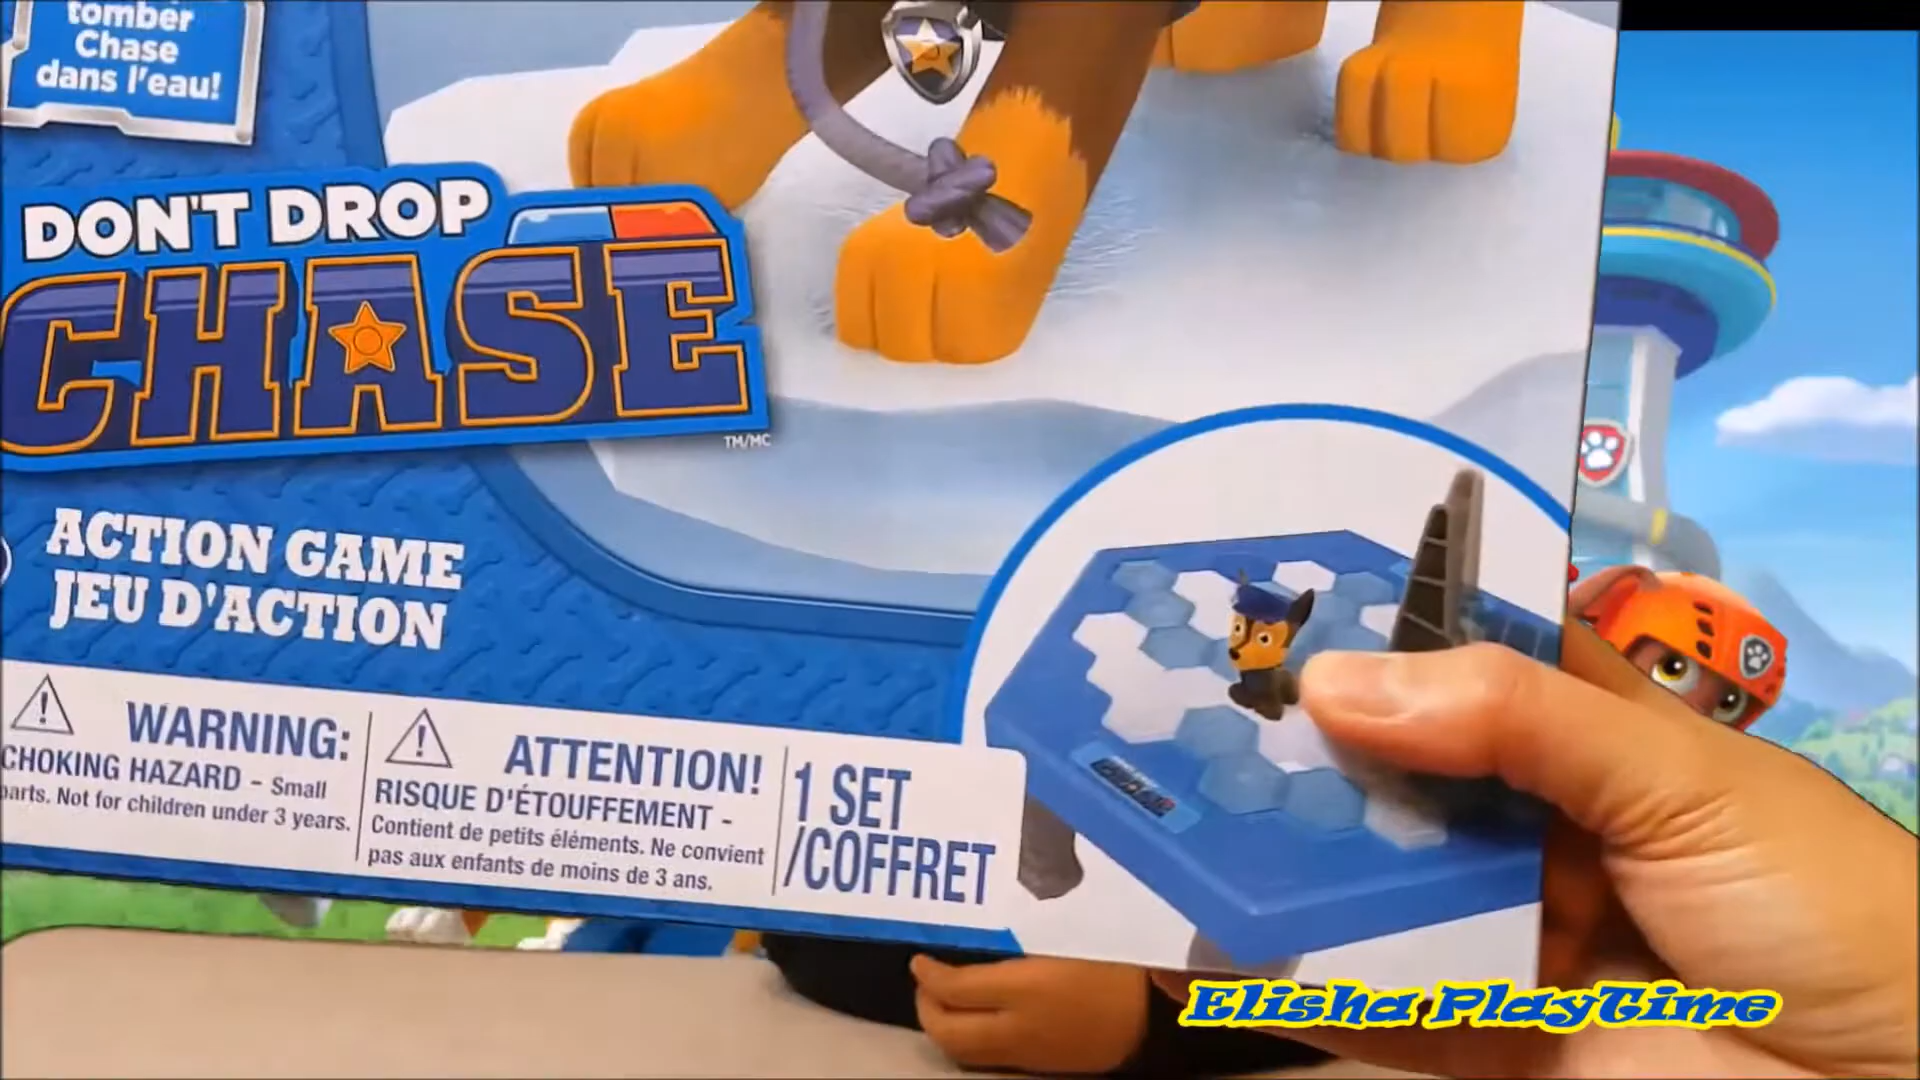 tomber
Chase
dans l'eau!
DON'T DROP
CHASE
TM/MC
ACTION GAME
JEU D'ACTION
WARNING:
CHOKING HAZARD - Small
parts. Not for children under 3 years.
ATTENTION!
RISQUE D'ÉTOUFFEMENT -
Contient de petits éléments. Ne convient
pas aux enfants de moins de 3 ans.
1 SET
/COFFRET
Elisha PlayTime